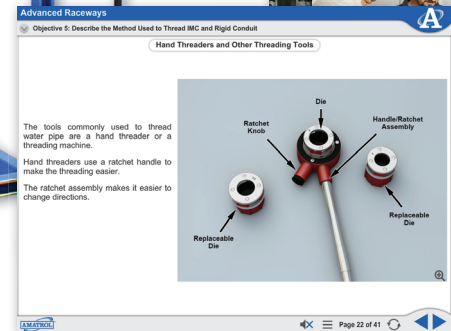 Advanced Raceways
Objective 5: Describe the Method Used to Thread IMC and Rigid Conduit
Hand Threaders and Other Threading Tools
The tools commonly used to thread
water pipe are a hand threader or a
threading machine.
Hand threaders use a ratchet handle to
make the threading easier.
The ratchet assembly makes it easier to
change directions.
Die
Ratchet
Knob
Handle/Ratchet
Assembly
Replaceable
Die
Replaceable
Die
A
AMATROL
Page 22 of 41